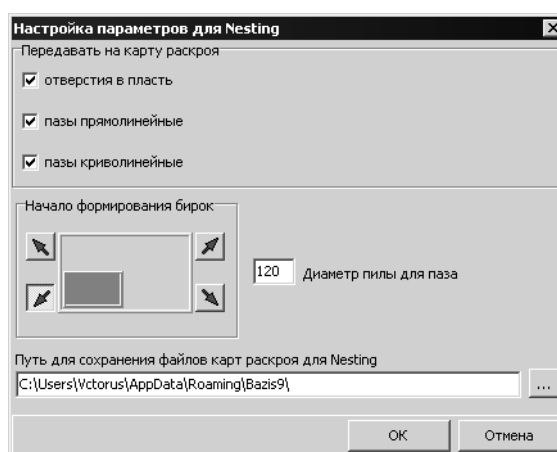 Настройка параметров для Nesting
Передавать на карту раскроя
отверстия в пласть
пазы прямолинейные
пазы криволинейные
Начало формирования бирок
120 Диаметр пилы для паза
Путь для сохранения файлов карт раскроя для Nesting
C:\Users\Vctorus\AppData\Roaming\Bazis9\
...
ОК Отмена